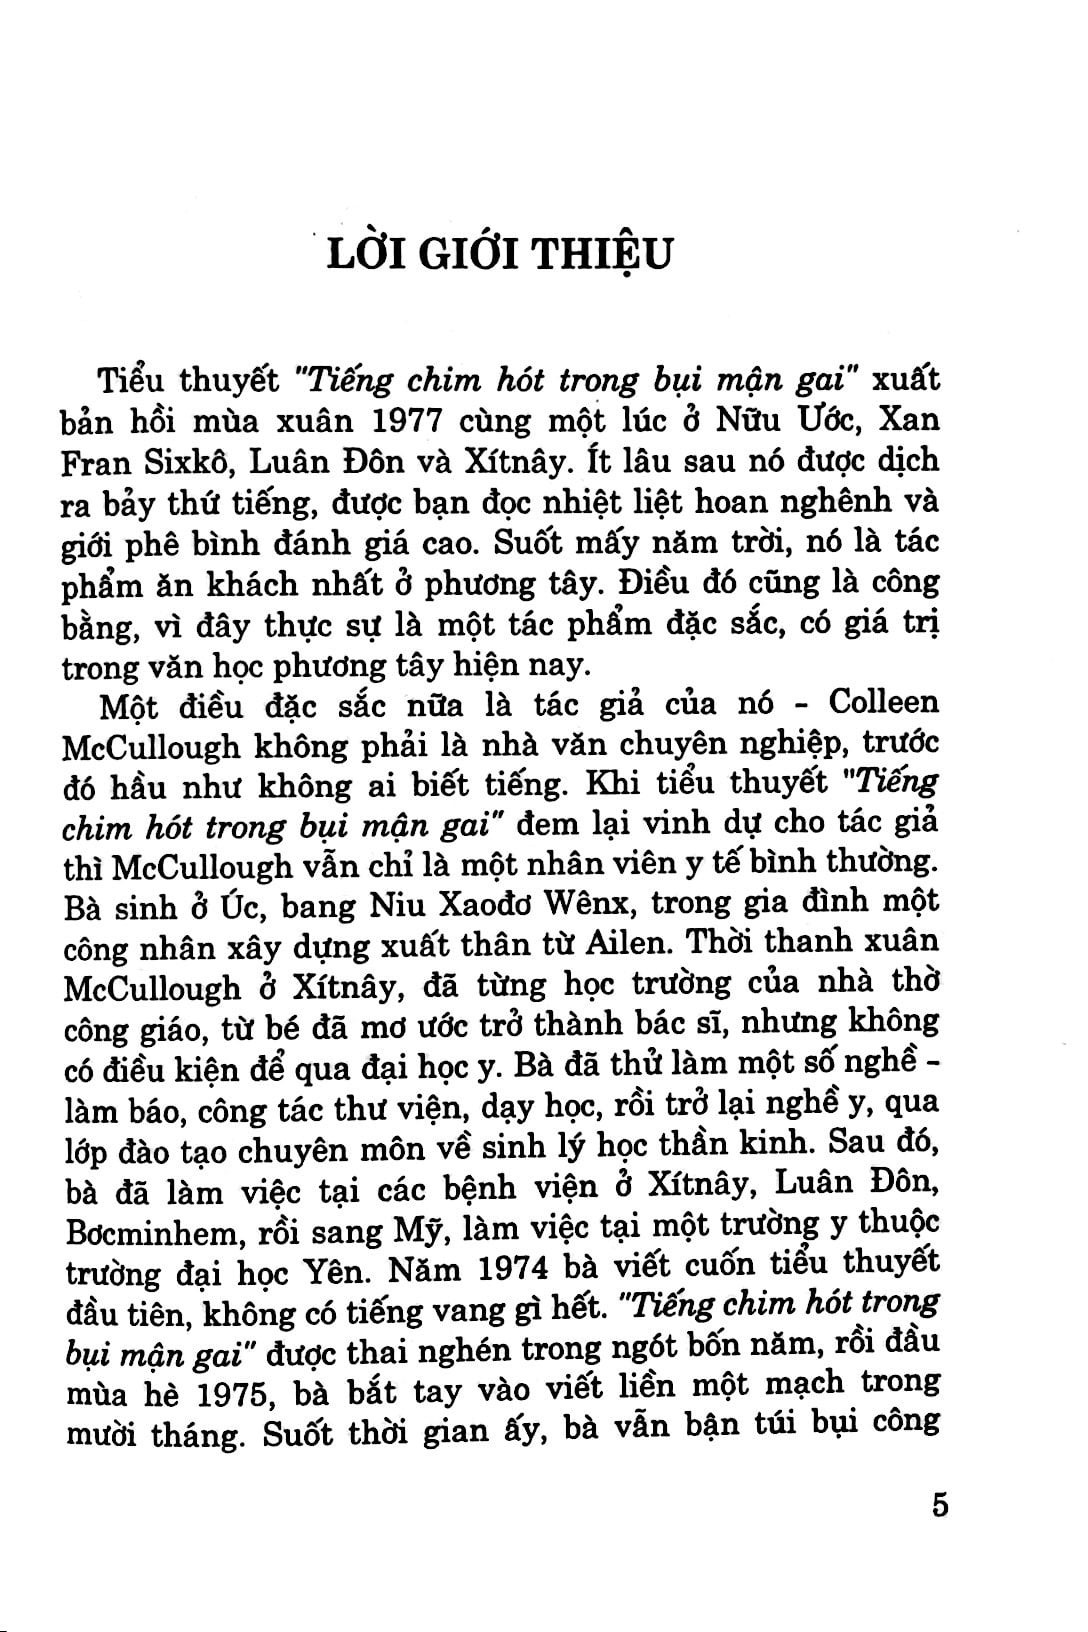 LỜI GIỚI THIỆU
Tiểu thuyết "Tiếng chim hót trong bụi mận gai" xuất
bản hồi mùa xuân 1977 cùng một lúc ở Nữu Ước, Xan
Fran Sixkô, Luân Đôn và Xítnây. Ít lâu sau nó được dịch
ra bảy thứ tiếng, được bạn đọc nhiệt liệt hoan nghênh và
giới phê bình đánh giá cao. Suốt mấy năm trời, nó là tác
phẩm ăn khách nhất ở phương tây. Điều đó cũng là công
bằng, vì đây thực sự là một tác phẩm đặc sắc, có giá trị
trong văn học phương tây hiện nay.
Một điều đặc sắc nữa là tác giả của nó - Colleen
McCullough không phải là nhà văn chuyên nghiệp, trước
đó hầu như không ai biết tiếng. Khi tiểu thuyết "Tiếng
chim hót trong bụi mận gai" đem lại vinh dự cho tác giả
thì McCullough vẫn chỉ là một nhân viên y tế bình thường.
Bà sinh ở Úc, bang Niu Xaođơ Wênx, trong gia đình một
công nhân xây dựng xuất thân từ Ailen. Thời thanh xuân
McCullough ở Xítnây, đã từng học trường của nhà thờ
công giáo, từ bé đã mơ ước trở thành bác sĩ, nhưng không
có điều kiện để qua đại học y. Bà đã thử làm một số nghề -
làm báo, công tác thư viện, dạy học, rồi trở lại nghề y, qua
lớp đào tạo chuyên môn về sinh lý học thần kinh. Sau đó,
bà đã làm việc tại các bệnh viện ở Xítnây, Luân Đôn,
Bơcminhem, rồi sang Mỹ, làm việc tại một trường y thuộc
trường đại học Yên. Năm 1974 bà viết cuốn tiểu thuyết
đầu tiên, không có tiếng vang gì hết. "Tiếng chim hót trong
bụi mận gai" được thai nghén trong ngót bốn năm, rồi đầu
mùa hè 1975, bà bắt tay vào viết liền một mạch trong
mười tháng. Suốt thời gian ấy, bà vẫn bận túi bụi công
5